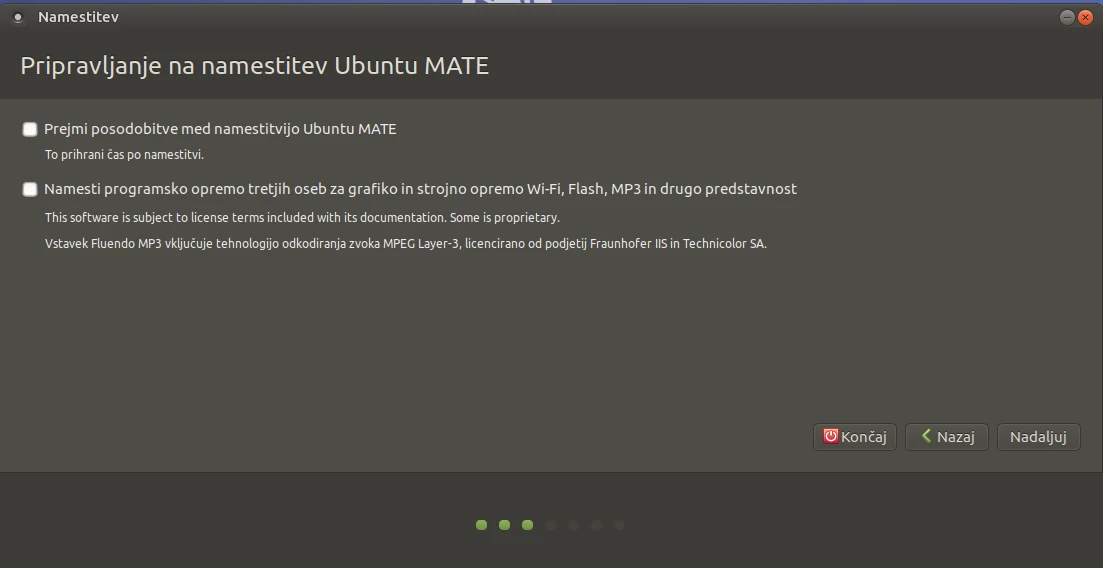 Namestitev
Pripravljanje na namestitev Ubuntu MATE
Prejmi posodobitve med namestitvijo Ubuntu MATE
To prihrani čas po namestitvi.
Namesti programsko opremo tretjih oseb za grafiko in strojno opremo Wi-Fi, Flash, MP3 in drugo predstavnost
This software is subject to license terms included with its documentation. Some is proprietary.
Vstavek Fluendo MP3 vključuje tehnologijo odkodiranja zvoka MPEG Layer-3, licencirano od podjetij Fraunhofer IIS in Technicolor SA.
Končaj Nazaj Nadaljuj